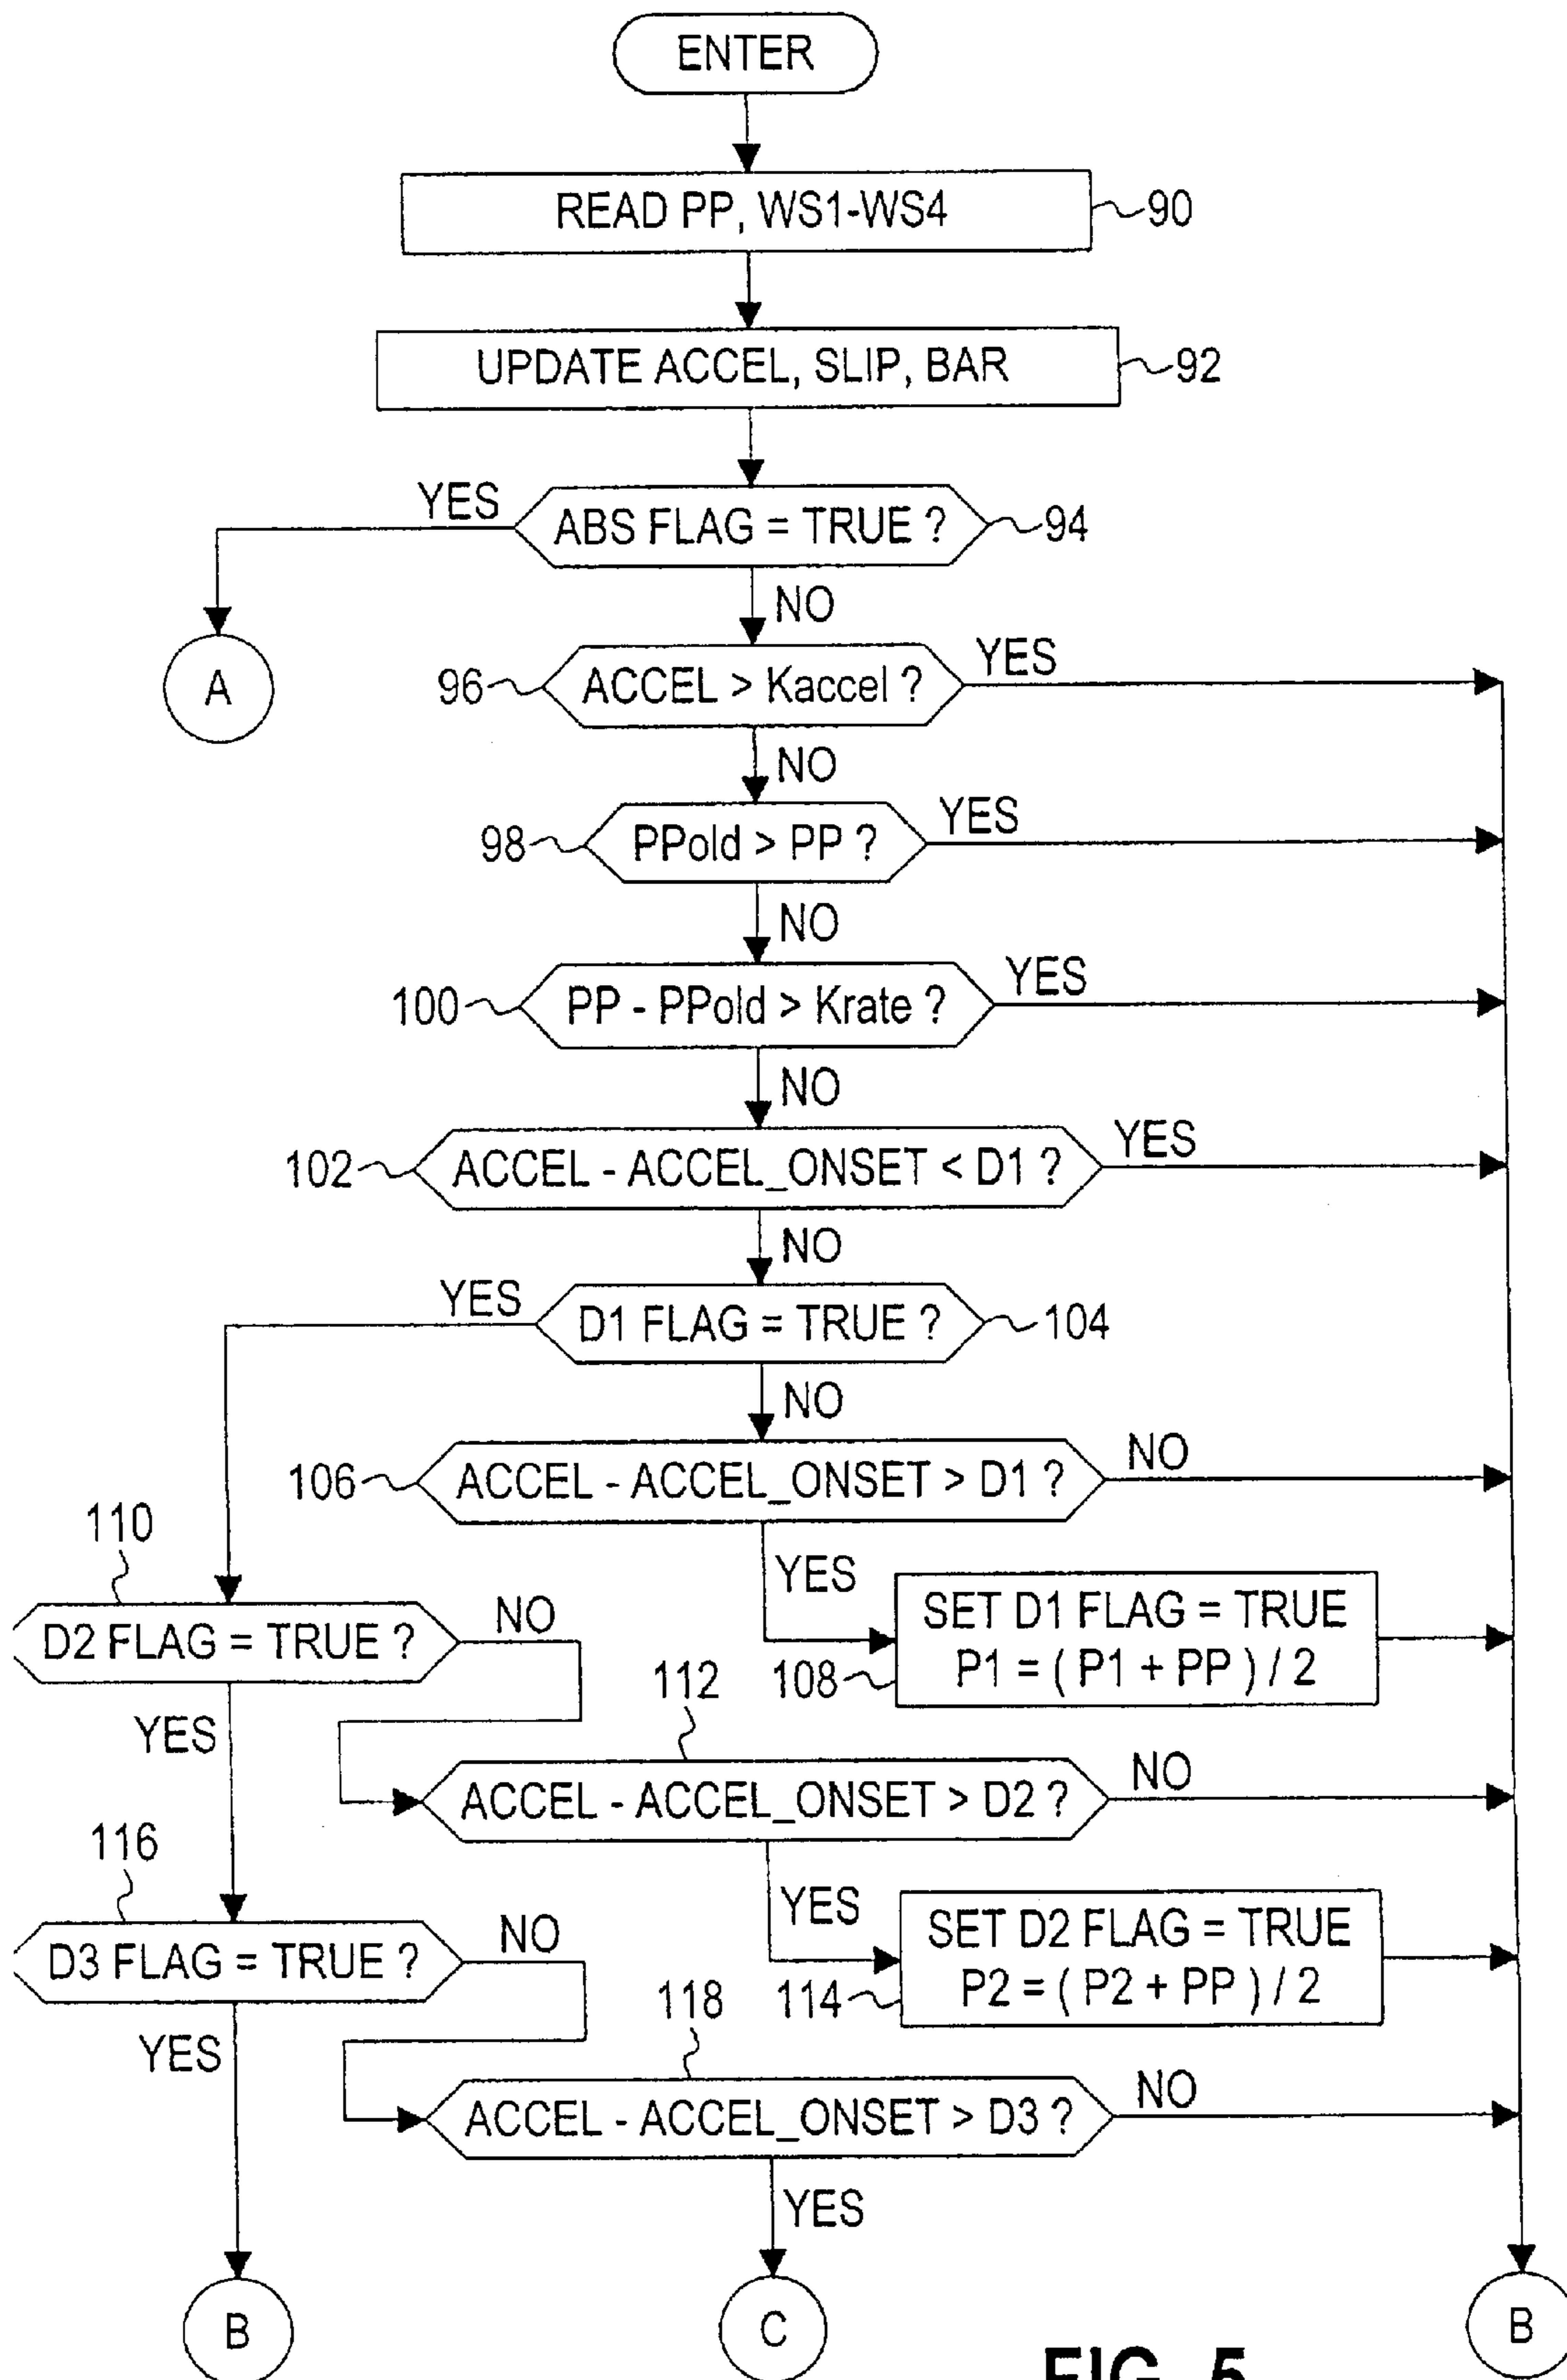 ENTER
READ PP, WS1-WS4
90
UPDATE ACCEL, SLIP, BAR
92
YES
ABS FLAG = TRUE ?
94
NO
A
96
ACCEL > Kaccel ?
YES
NO
98
PPold > PP ?
YES
NO
100
PP - PPold > Krate ?
YES
NO
102
ACCEL - ACCEL_ONSET < D1 ?
YES
NO
YES
D1 FLAG = TRUE ?
104
NO
106
ACCEL - ACCEL_ONSET > D1 ?
NO
110
YES
SET D1 FLAG = TRUE
P1 = ( P1 + PP ) / 2
108
D2 FLAG = TRUE ?
NO
YES
112
ACCEL - ACCEL_ONSET > D2 ?
NO
116
YES
SET D2 FLAG = TRUE
P2 = ( P2 + PP ) / 2
114
D3 FLAG = TRUE ?
NO
YES
118
ACCEL - ACCEL_ONSET > D3 ?
NO
YES
B
C
B
FIG. 5